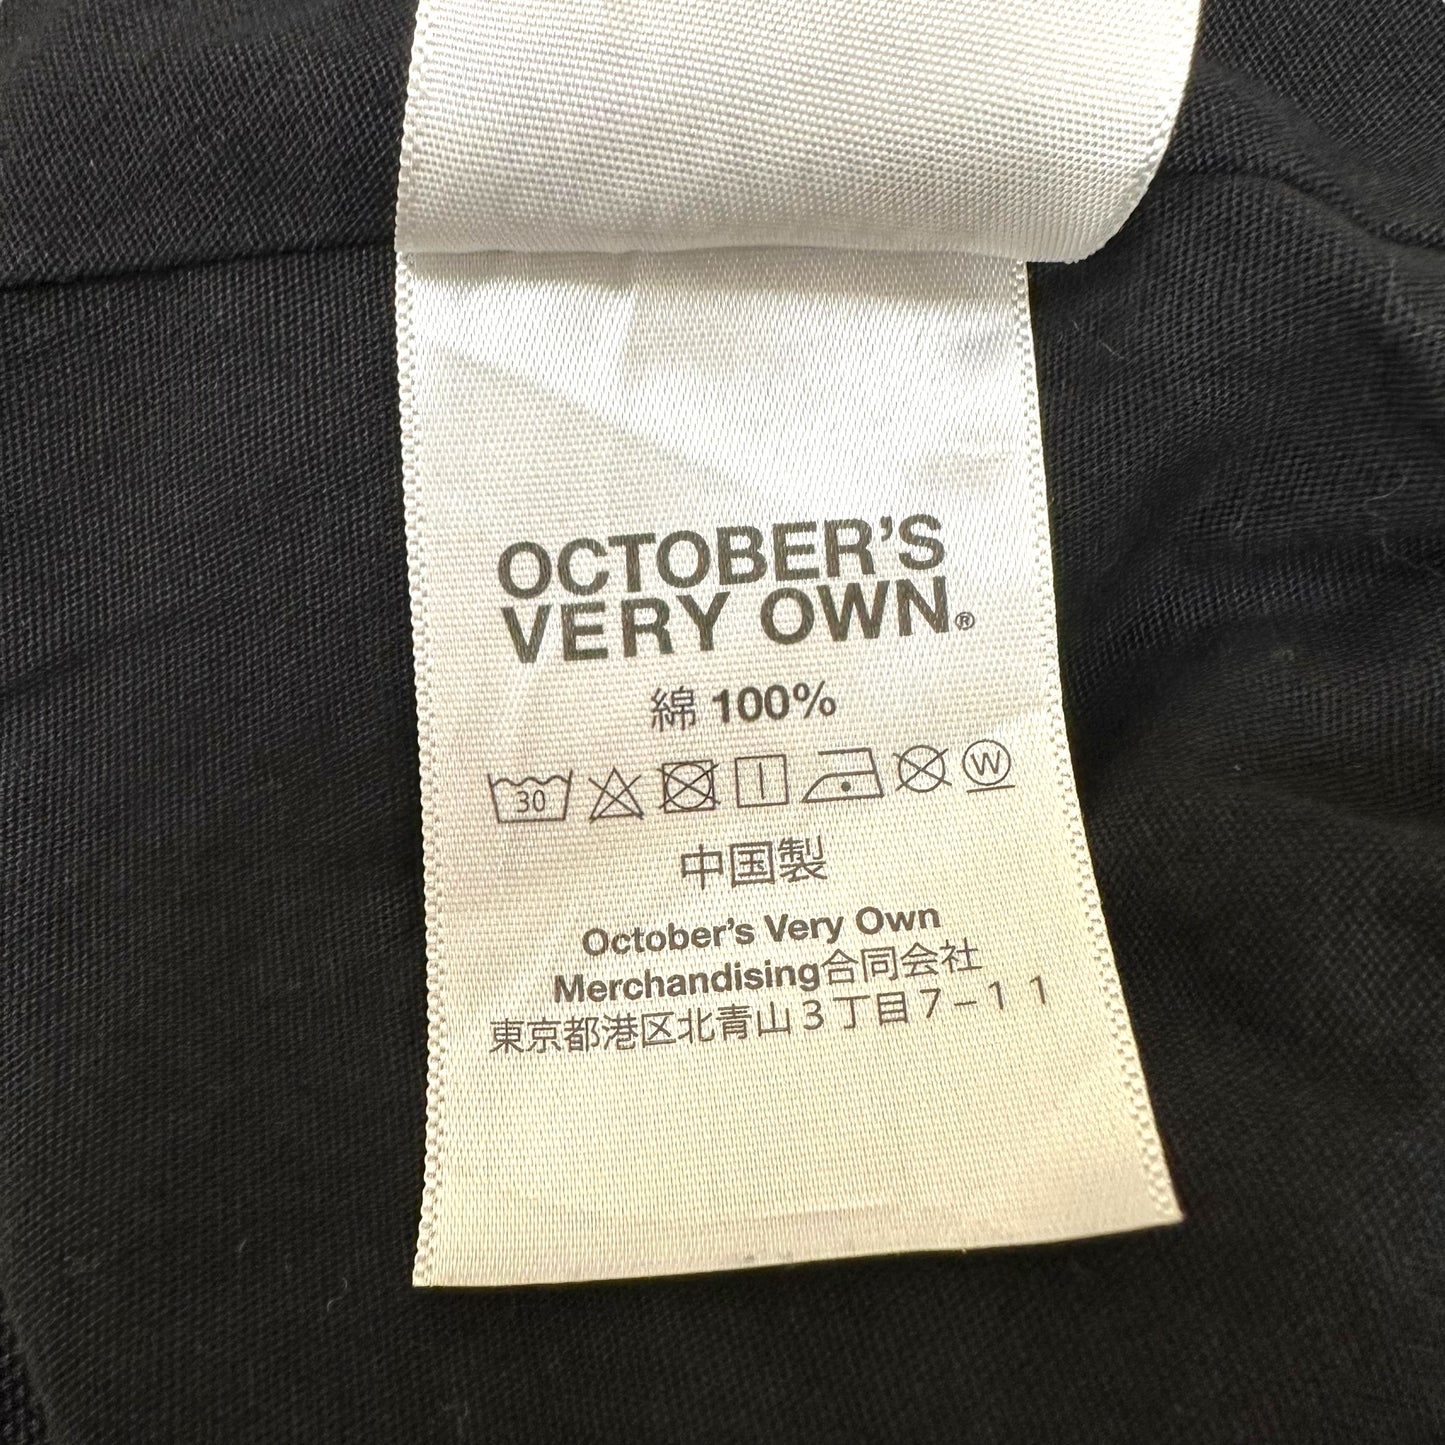 OCTOBER'S
VERY OWN®
綿 100%
30 W
中国製
October's Very Own
Merchandising合同会社
東京都港区北青山3丁目7-11